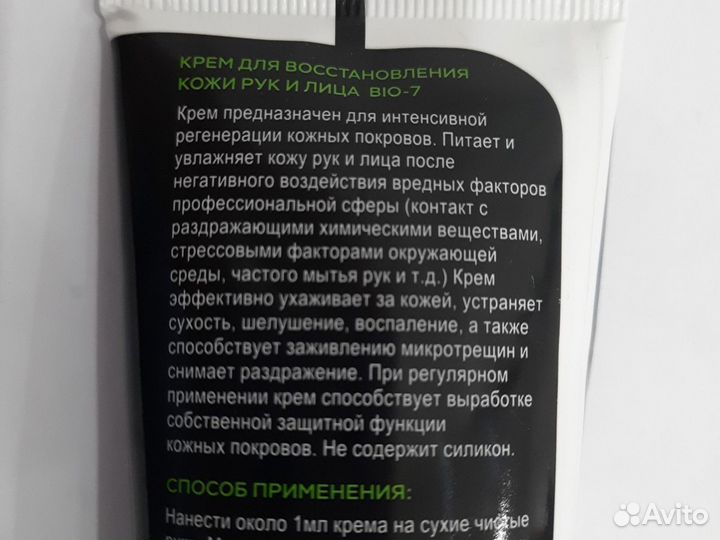 КРЕМ ДЛЯ ВОССТАНОВЛЕНИЯ
КОЖИ РУК И ЛИЦА BIO-7
Крем предназначен для интенсивной
регенерации кожных покровов. Питает и
увлажняет кожу рук и лица после
негативного воздействия вредных факторов
профессиональной сферы (контакт с
раздражающими химическими веществами,
стрессовыми факторами окружающей
среды, частого мытья рук и т.д.) Крем
эффективно ухаживает за кожей, устраняет
сухость, шелушение, воспаление, а также
способствует заживлению микротрещин и
снимает раздражение. При регулярном
применении крем способствует выработке
собственной защитной функции
кожных покровов. Не содержит силикон.
СПОСОБ ПРИМЕНЕНИЯ:
Нанести около 1мл крема на сухие чистые
Avito